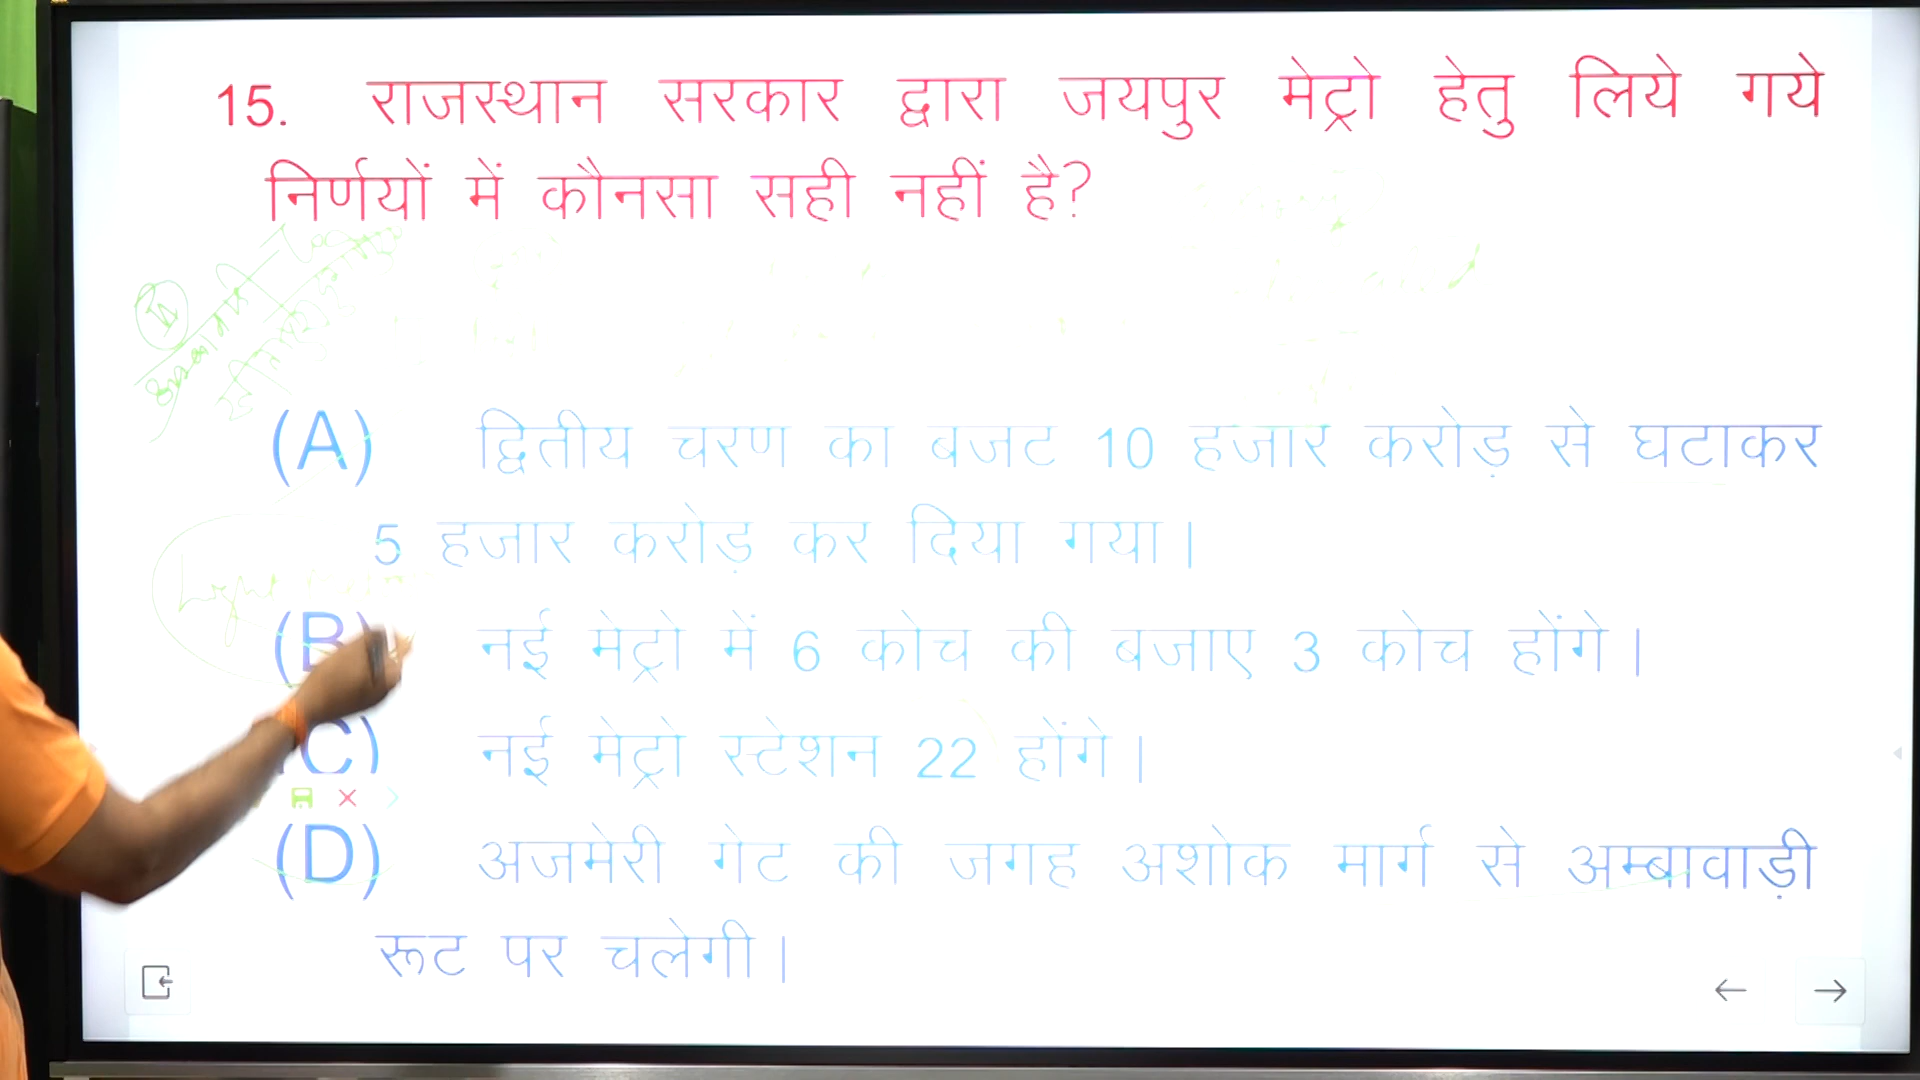 15. राजस्थान सरकार द्वारा जयपुर मेट्रो हेतु लिये गये
निर्णयों में कौनसा सही नहीं है?
(A) द्वितीय चरण का बजट 10 हजार करोड़ से घटाकर
5 हजार करोड़ कर दिया गया।
(B) नई मेट्रो में 6 कोच की बजाए 3 कोच होंगे।
(C) नई मेट्रो स्टेशन 22 होंगे।
(D) अजमेरी गेट की जगह अशोक मार्ग से अम्बावाड़ी
रूट पर चलेगी।